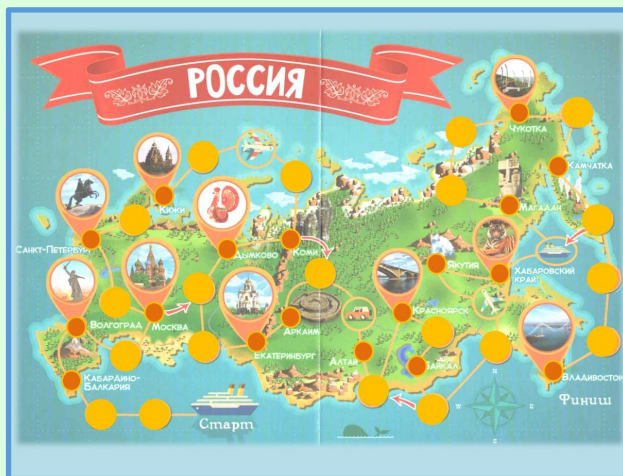 РОССИЯ
Чукотка
Камчатка
Кижи
Магадан
Санкт-Петербург
Дымково
Коми
Якутия
Хабаровский
край
Волгоград
Москва
Аркаим
Красноярск
Екатеринбург
Алтай
Байкал
Кабардино-
Балкария
Владивосток
Финиш
Старт
N
W
E
S